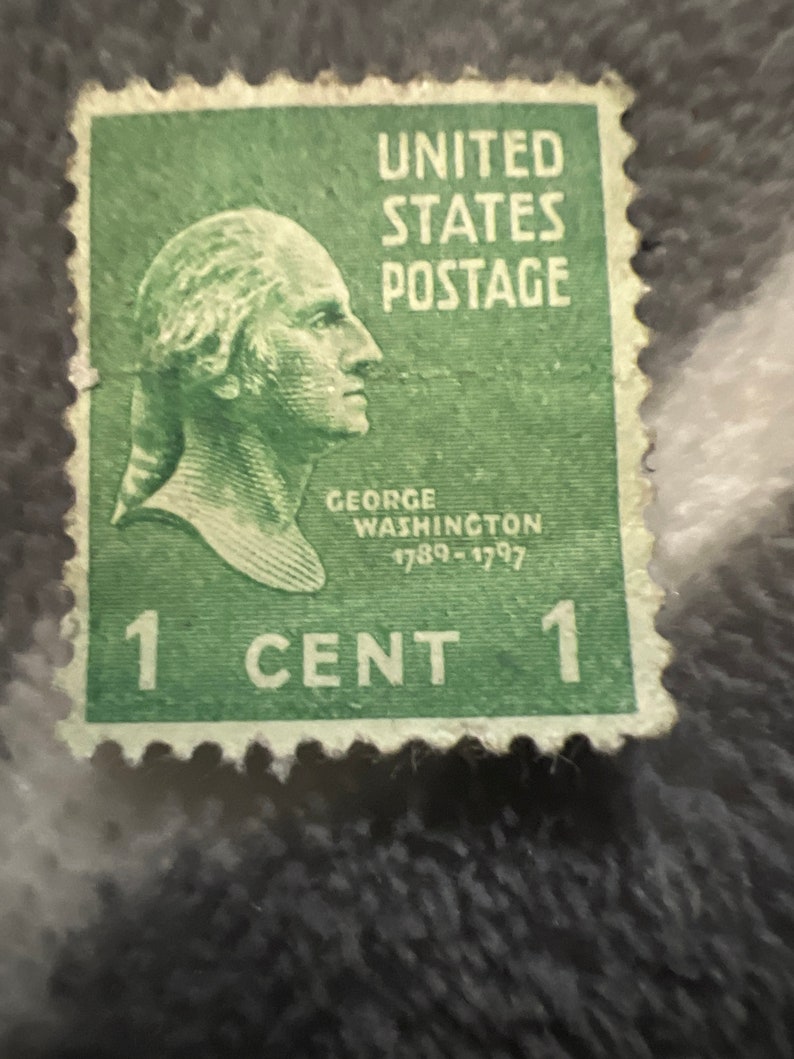 UNITED
STATES
POSTAGE
GEORGE
WASHINGTON
1789-1797
1 CENT 1